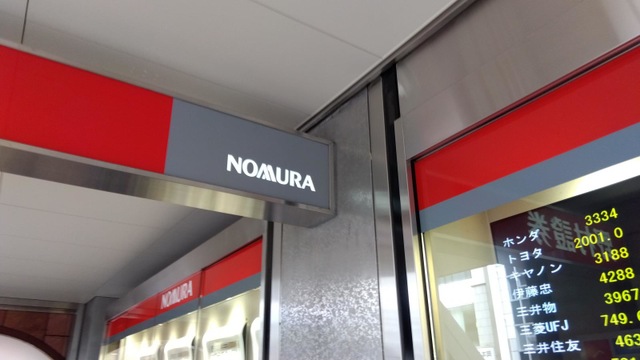 NOMURA
NOMURA
ホンダ 3334
トヨタ 2001.0
キヤノン 3188
伊藤忠 4288
三井物 3967
三菱UFJ 749.6
三井住友 463